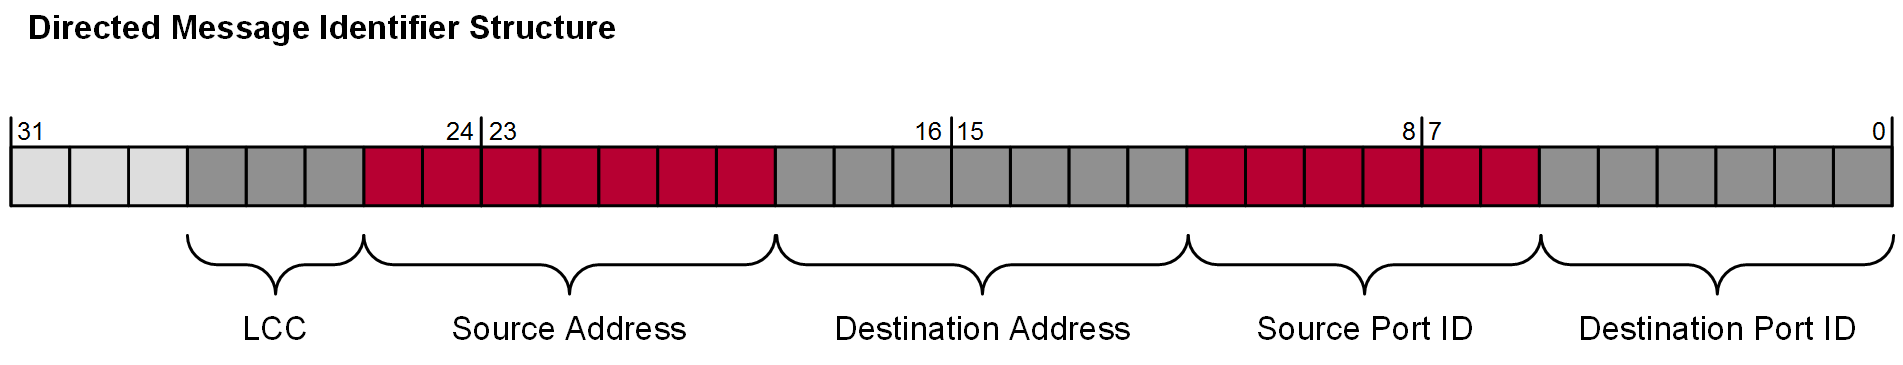 Directed Message Identifier Structure
31 24 23 16 15 8 7 0
LCC Source Address Destination Address Source Port ID Destination Port ID